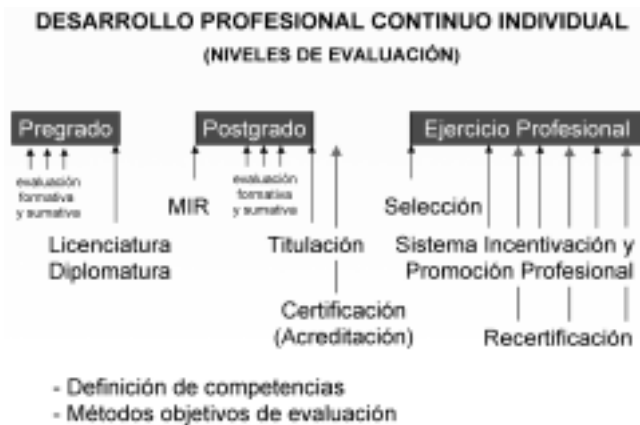 DESARROLLO PROFESIONAL CONTINUO INDIVIDUAL
(NIVELES DE EVALUACIÓN)
Pregrado
Postgrado
Ejercicio Profesional
evaluación
formativa
y sumativa
evaluación
formativa
y sumativa
MIR
Selección
Licenciatura
Diplomatura
Titulación
Sistema Incentivación y
Promoción Profesional
Certificación
(Acreditación)
Recertificación
- Definición de competencias
- Métodos objetivos de evaluación